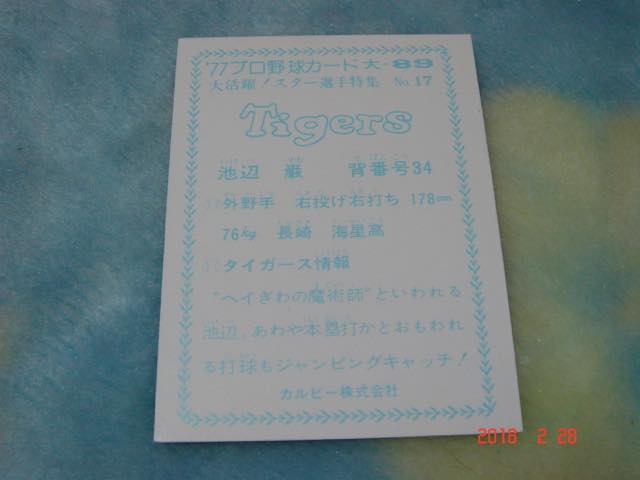 '77プロ野球カード大-89
大活躍！スター選手特集 No.17
Tigers
池辺 巌 背番号34
外野手 右投げ右打ち 178cm
76kg 長崎 海星高
タイガース情報
"ヘイぎわの魔術師"といわれる
池辺。あわや本塁打かとおもわれ
る打球もジャンピングキャッチ！
カルビー株式会社
2018 2 28